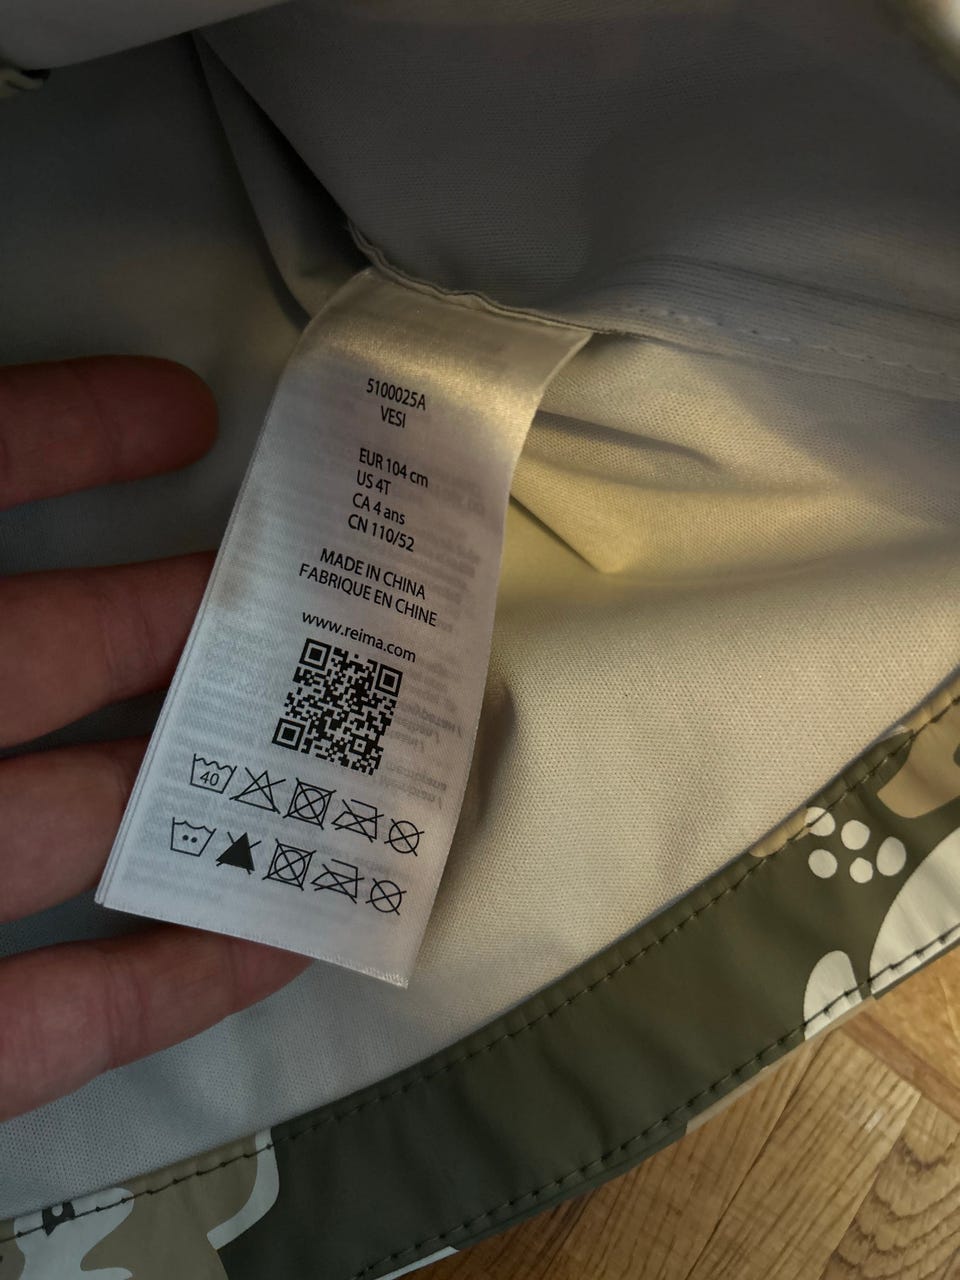 5100025A
VESI
EUR 104 cm
US 4T
CA 4 ans
CN 110/52
MADE IN CHINA
FABRIQUE EN CHINE
www.reima.com
40